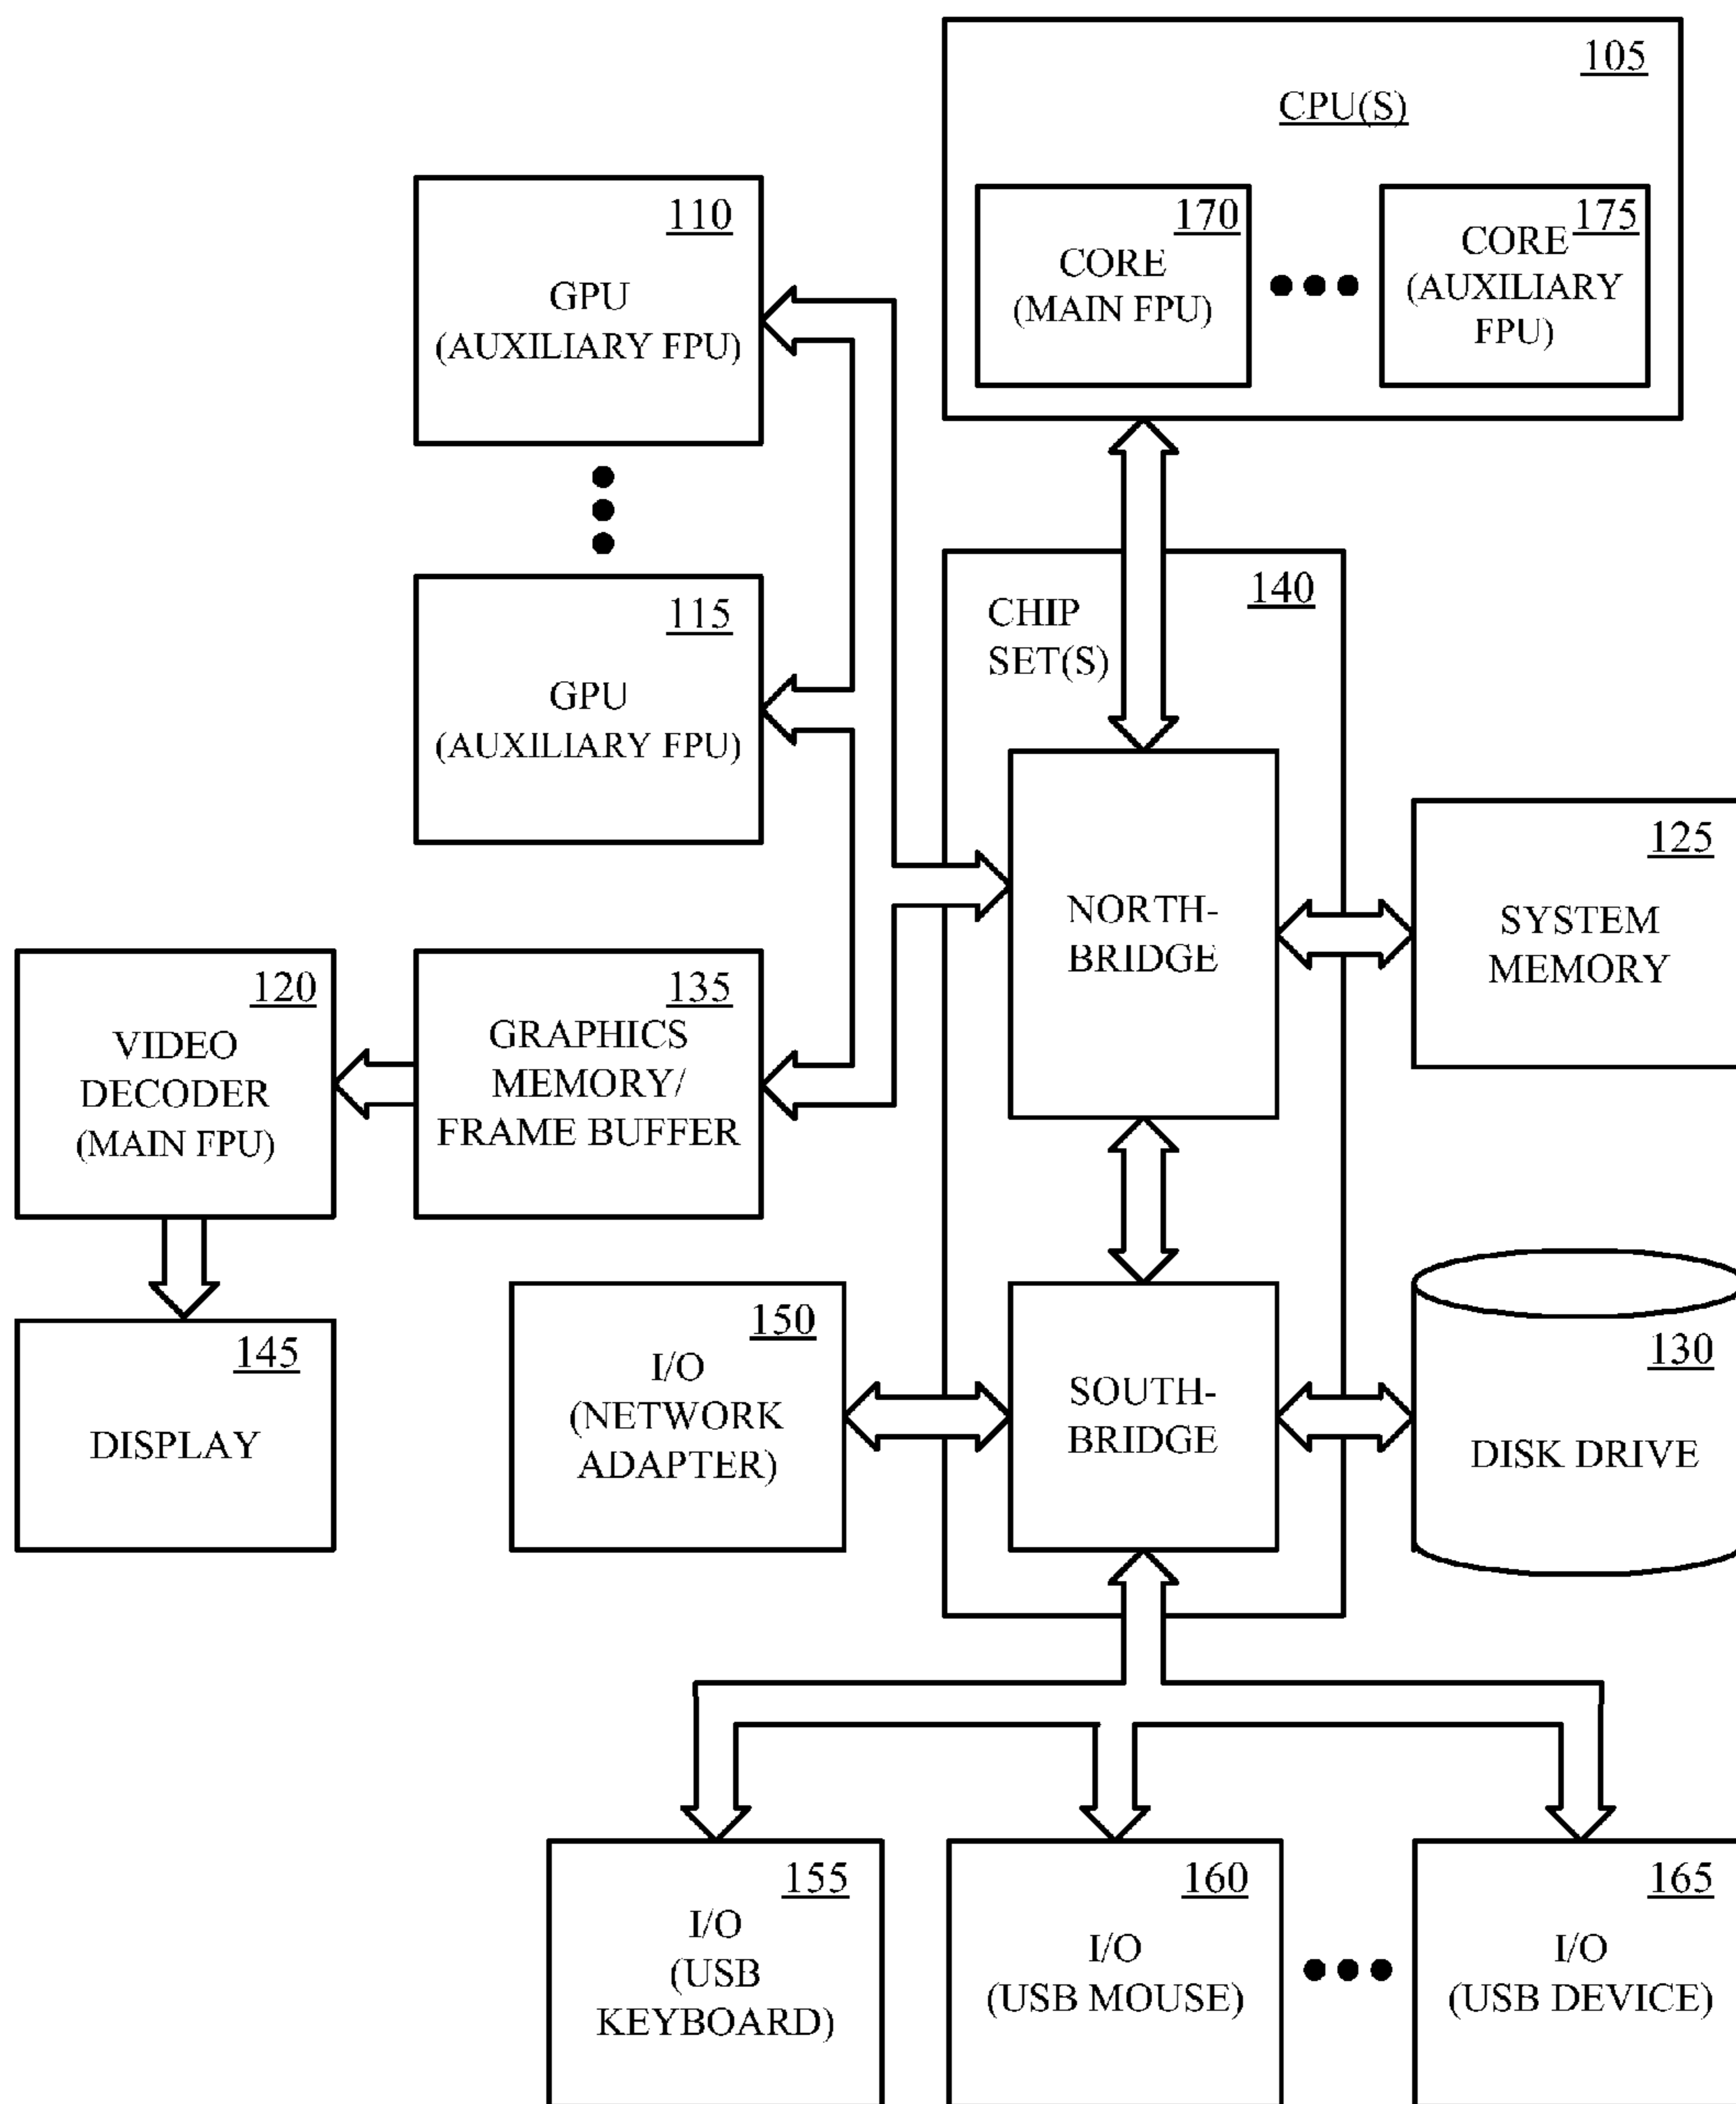 105
CPU(S)
170
CORE
(MAIN FPU)
175
CORE
(AUXILIARY
FPU)
110
GPU
(AUXILIARY FPU)
115
GPU
(AUXILIARY FPU)
140
CHIP
SET(S)
NORTH-
BRIDGE
125
SYSTEM
MEMORY
120
VIDEO
DECODER
(MAIN FPU)
135
GRAPHICS
MEMORY/
FRAME BUFFER
145
DISPLAY
150
I/O
(NETWORK
ADAPTER)
SOUTH-
BRIDGE
130
DISK DRIVE
155
I/O
(USB
KEYBOARD)
160
I/O
(USB MOUSE)
165
I/O
(USB DEVICE)